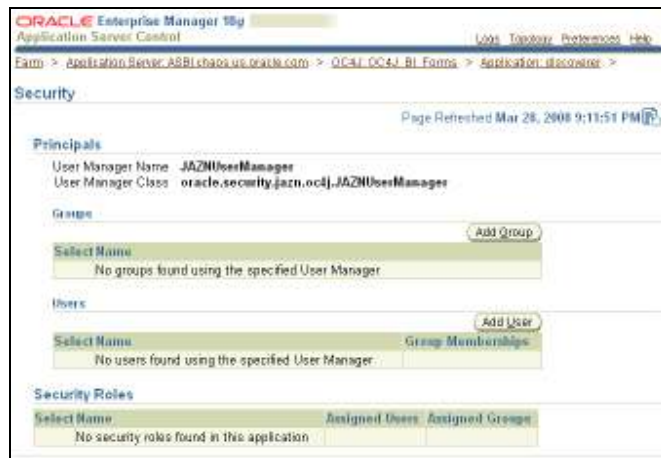 ORACLE Enterprise Manager 10g
Application Server Control
Logs Topology Preferences Help
Farm > Application Server: ASBI.chaos.us.oracle.com > OC4J: OC4J_BI_Forms > Application: discoverer >
Security
Page Refreshed Mar 28, 2008 9:11:51 PM
Principals
User Manager Name JAZNUserManager
User Manager Class oracle.security.jazn.oc4j.JAZNUserManager
Groups
Add Group
Select Name
No groups found using the specified User Manager
Users
Add User
Select Name Group Memberships
No users found using the specified User Manager
Security Roles
Select Name Assigned Users Assigned Groups
No security roles found in this application